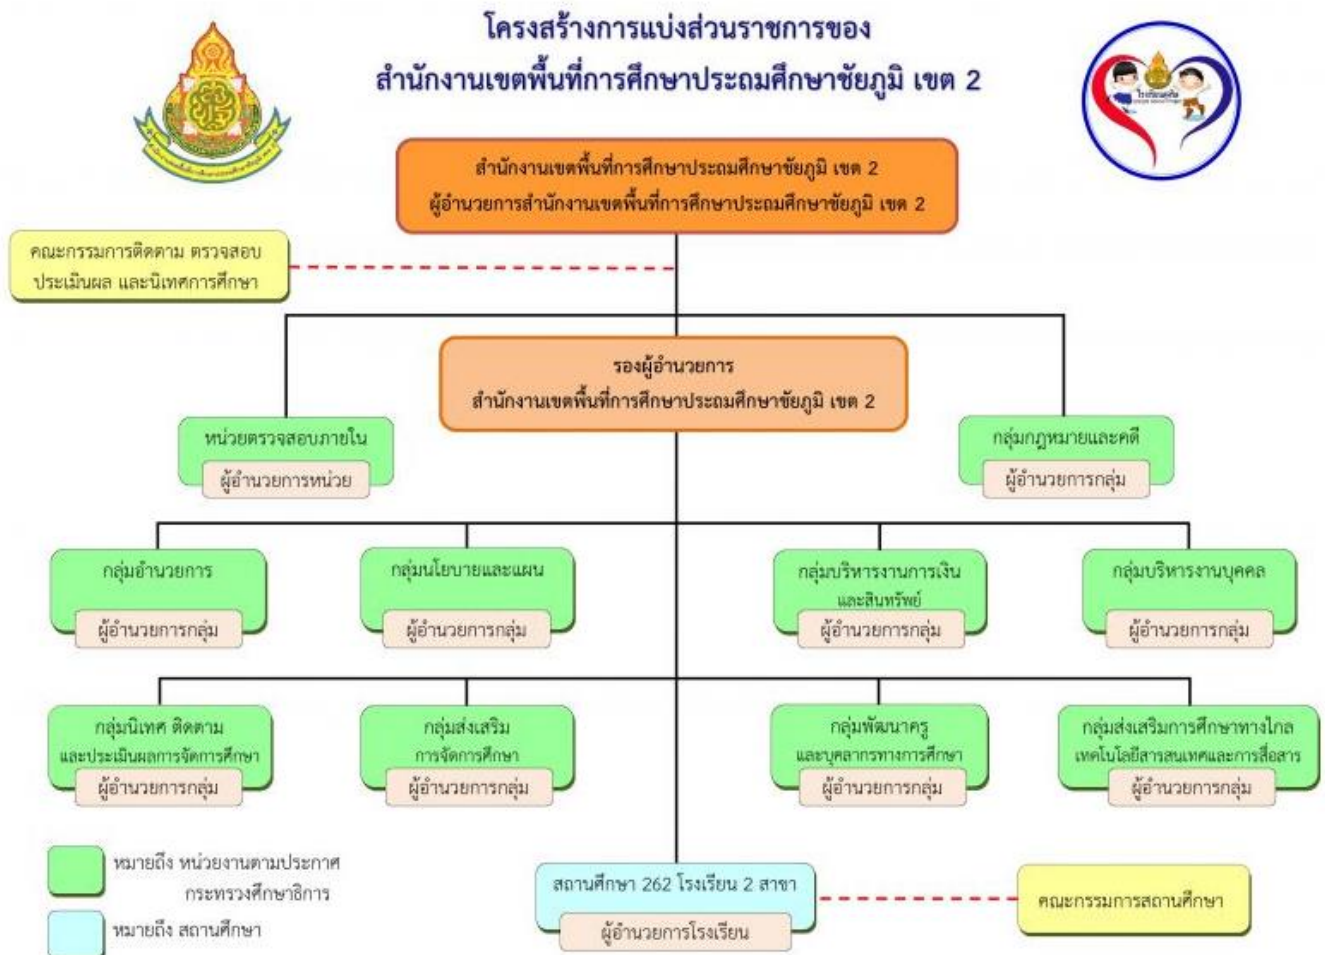 โครงสร้างการแบ่งส่วนราชการของ
สำนักงานเขตพื้นที่การศึกษาประถมศึกษาชัยภูมิ เขต 2
สำนักงานเขตพื้นที่การศึกษาประถมศึกษาชัยภูมิ เขต 2
ผู้อำนวยการสำนักงานเขตพื้นที่การศึกษาประถมศึกษาชัยภูมิ เขต 2
คณะกรรมการติดตาม ตรวจสอบ
ประเมินผล และนิเทศการศึกษา
รองผู้อำนวยการ
สำนักงานเขตพื้นที่การศึกษาประถมศึกษาชัยภูมิ เขต 2
หน่วยตรวจสอบภายใน
ผู้อำนวยการหน่วย
กลุ่มกฎหมายและคดี
ผู้อำนวยการกลุ่ม
กลุ่มอำนวยการ
ผู้อำนวยการกลุ่ม
กลุ่มนโยบายและแผน
ผู้อำนวยการกลุ่ม
กลุ่มบริหารงานการเงิน
และสินทรัพย์
ผู้อำนวยการกลุ่ม
กลุ่มบริหารงานบุคคล
ผู้อำนวยการกลุ่ม
กลุ่มนิเทศ ติดตาม
และประเมินผลการจัดการศึกษา
ผู้อำนวยการกลุ่ม
กลุ่มส่งเสริม
การจัดการศึกษา
ผู้อำนวยการกลุ่ม
กลุ่มพัฒนาครู
และบุคลากรทางการศึกษา
ผู้อำนวยการกลุ่ม
กลุ่มส่งเสริมการศึกษาทางไกล
เทคโนโลยีสารสนเทศและการสื่อสาร
ผู้อำนวยการกลุ่ม
หมายถึง หน่วยงานตามประกาศ
กระทรวงศึกษาธิการ
หมายถึง สถานศึกษา
สถานศึกษา 262 โรงเรียน 2 สาขา
ผู้อำนวยการโรงเรียน
คณะกรรมการสถานศึกษา